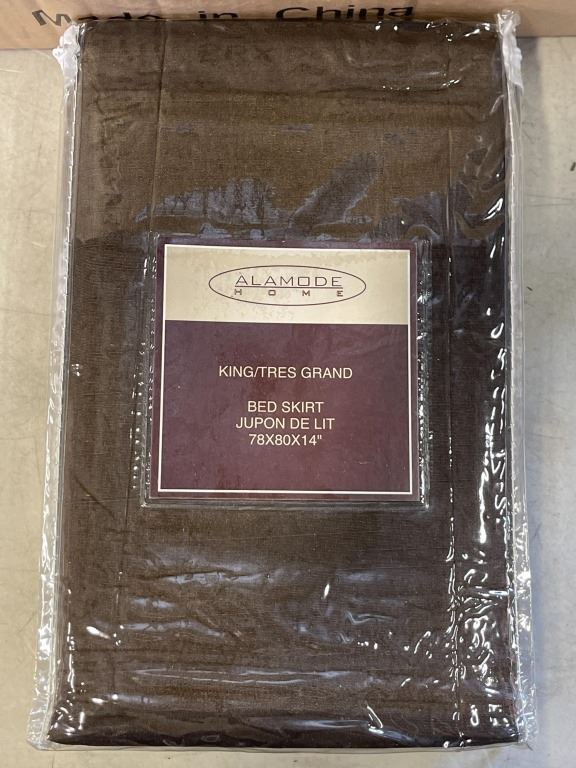 Made in China
ALAMODE
HOME
KING/TRES GRAND
BED SKIRT
JUPON DE LIT
78X80X14"